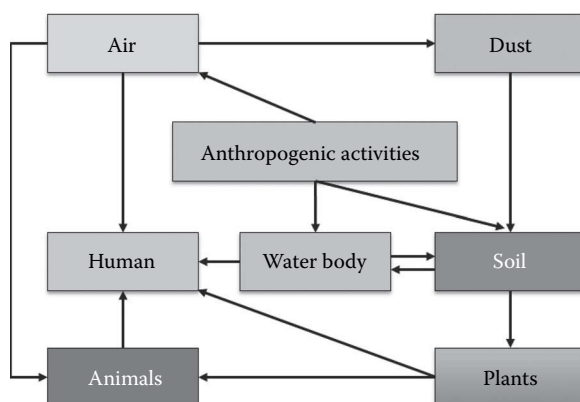 Air
Dust
Anthropogenic activities
Human
Water body
Soil
Animals
Plants